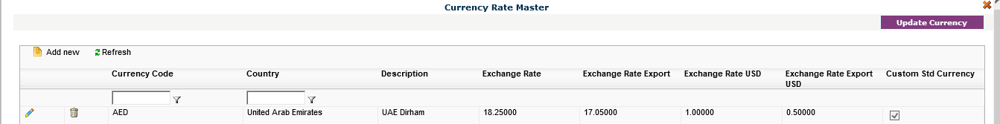 Currency Rate Master
Update Currency
Add new Refresh
Currency Code Country Description Exchange Rate Exchange Rate Export Exchange Rate USD Exchange Rate Export USD Custom Std Currency
AED United Arab Emirates UAE Dirham 18.25000 17.05000 1.00000 0.50000